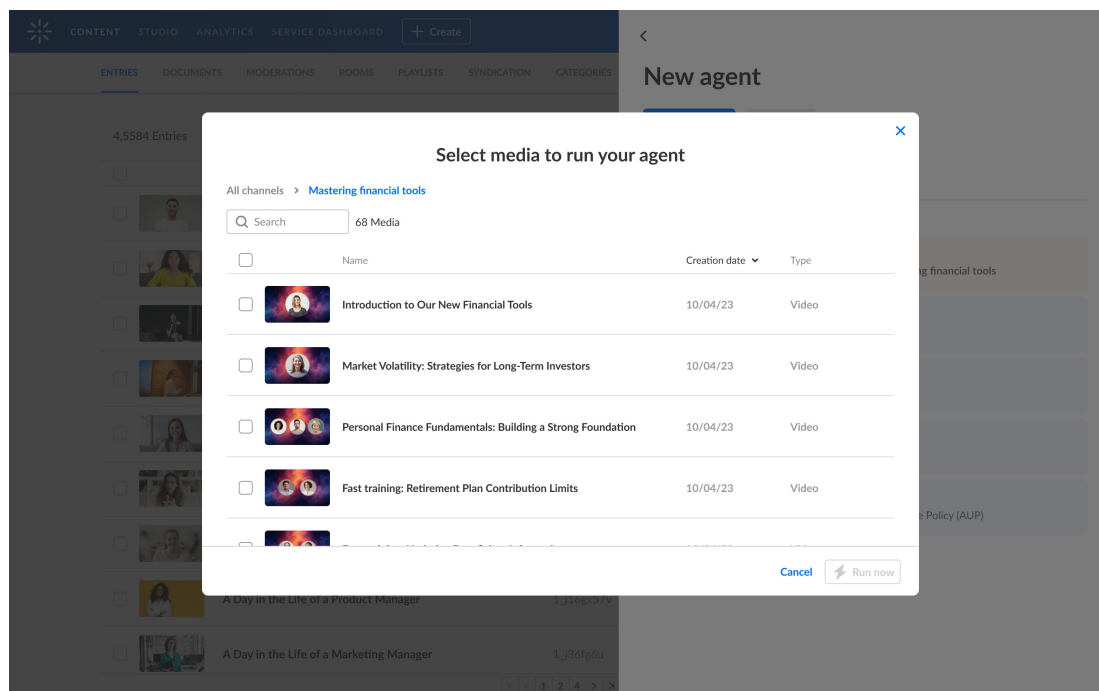 CONTENT STUDIO ANALYTICS SERVICE DASHBOARD + Create
New agent
ENTRIES DOCUMENTS MODERATIONS ROOMS PLAYLISTS SYNDICATION CATEGORIES
4,5584 Entries
Select media to run your agent
All channels > Mastering financial tools
Search 68 Media
Name Creation date Type
financial tools
Introduction to Our New Financial Tools 10/04/23 Video
Market Volatility: Strategies for Long-Term Investors 10/04/23 Video
Personal Finance Fundamentals: Building a Strong Foundation 10/04/23 Video
Fast training: Retirement Plan Contribution Limits 10/04/23 Video
Policy (AUP)
Cancel Run now
A Day in the Life of a Product Manager 1_j16gx57v
A Day in the Life of a Marketing Manager 1_j36fg6u
1 2 4